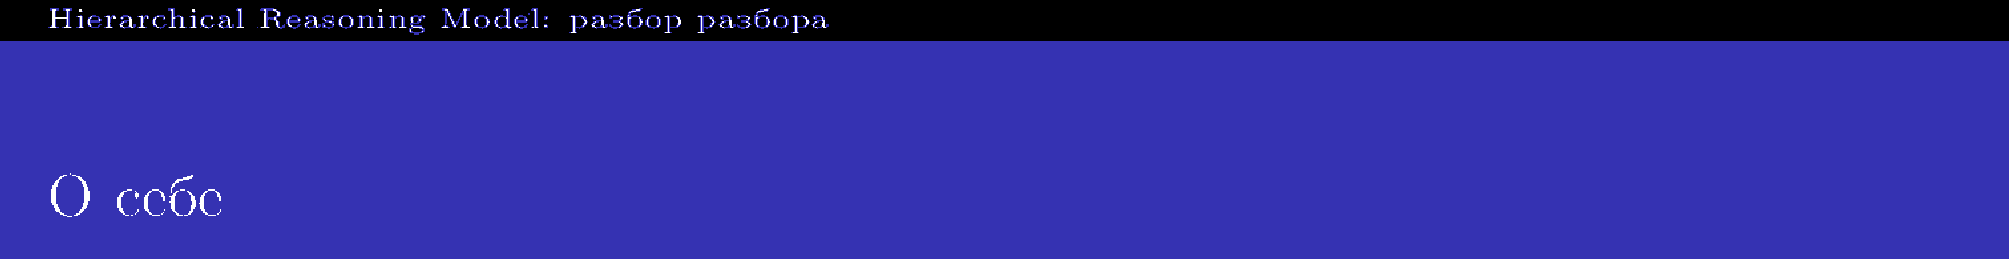 Hierarchical Reasoning Model: разбор разбора
О себе